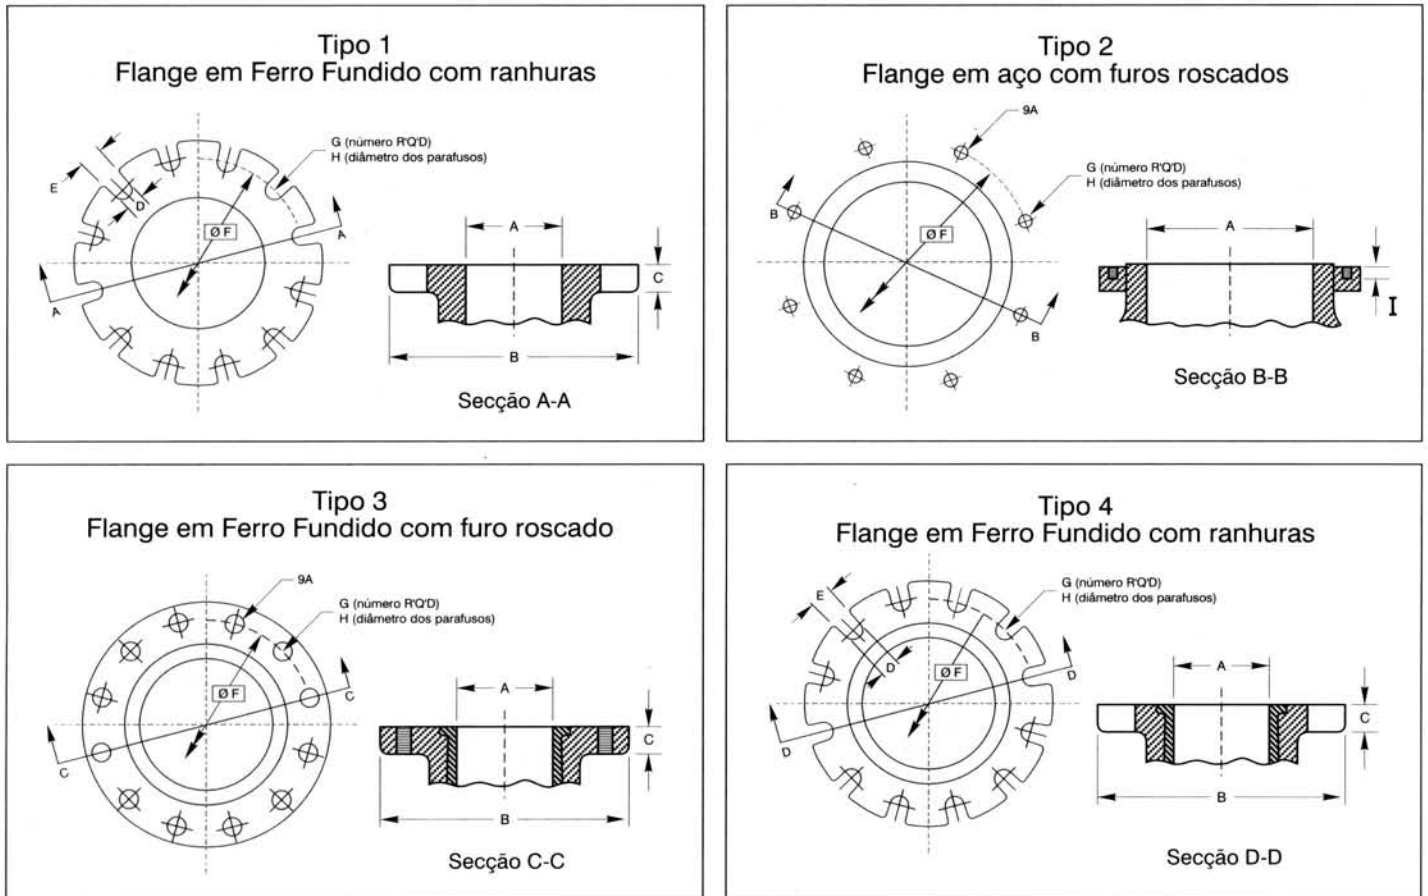 Tipo 1
Flange em Ferro Fundido com ranhuras
G (número R'Q'D)
H (diâmetro dos parafusos)
E
D
Ø F
A
A
A
C
B
Secção A-A
Tipo 2
Flange em aço com furos roscados
9A
G (número R'Q'D)
H (diâmetro dos parafusos)
B
Ø F
B
A
I
Secção B-B
Tipo 3
Flange em Ferro Fundido com furo roscado
9A
G (número R'Q'D)
H (diâmetro dos parafusos)
Ø F
C
C
A
C
B
Secção C-C
Tipo 4
Flange em Ferro Fundido com ranhuras
G (número R'Q'D)
H (diâmetro dos parafusos)
E
D
Ø F
D
D
A
C
B
Secção D-D